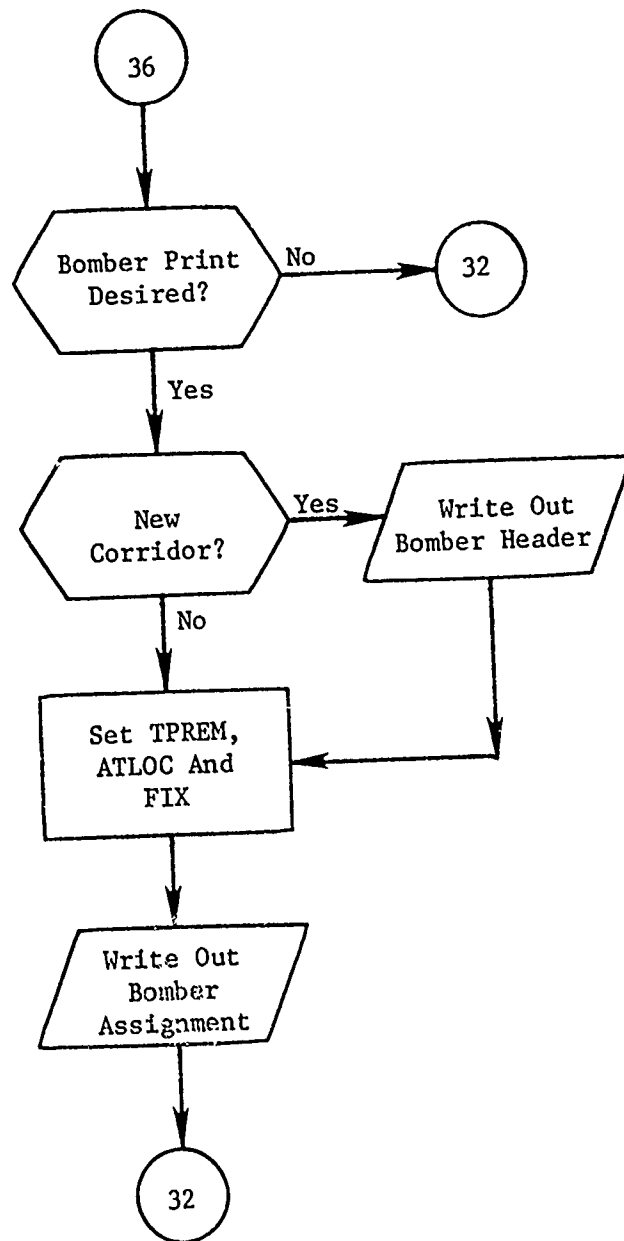 36
Bomber Print
Desired?
No
32
Yes
New
Corridor?
Yes
Write Out
Bomber Header
No
Set TPREM,
ATLOC And
FIX
Write Out
Bomber
Assignment
32